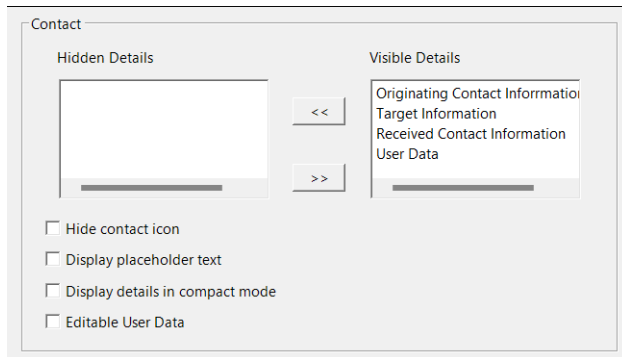 Contact
Hidden Details
Visible Details
<<
>>
Originating Contact Inforrmation
Target Information
Received Contact Information
User Data
Hide contact icon
Display placeholder text
Display details in compact mode
Editable User Data